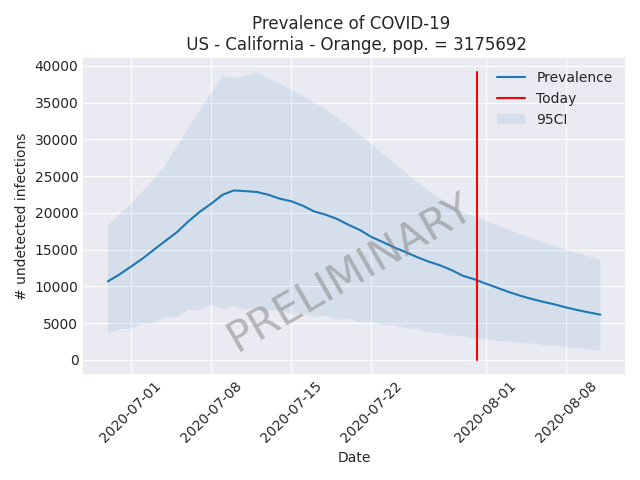 Prevalence of COVID-19
US - California - Orange, pop. = 3175692
# undetected infections
40000
35000
30000
25000
20000
15000
10000
5000
0
Prevalence
Today
95CI
PRELIMINARY
2020-07-01
2020-07-08
2020-07-15
2020-07-22
2020-08-01
2020-08-08
Date